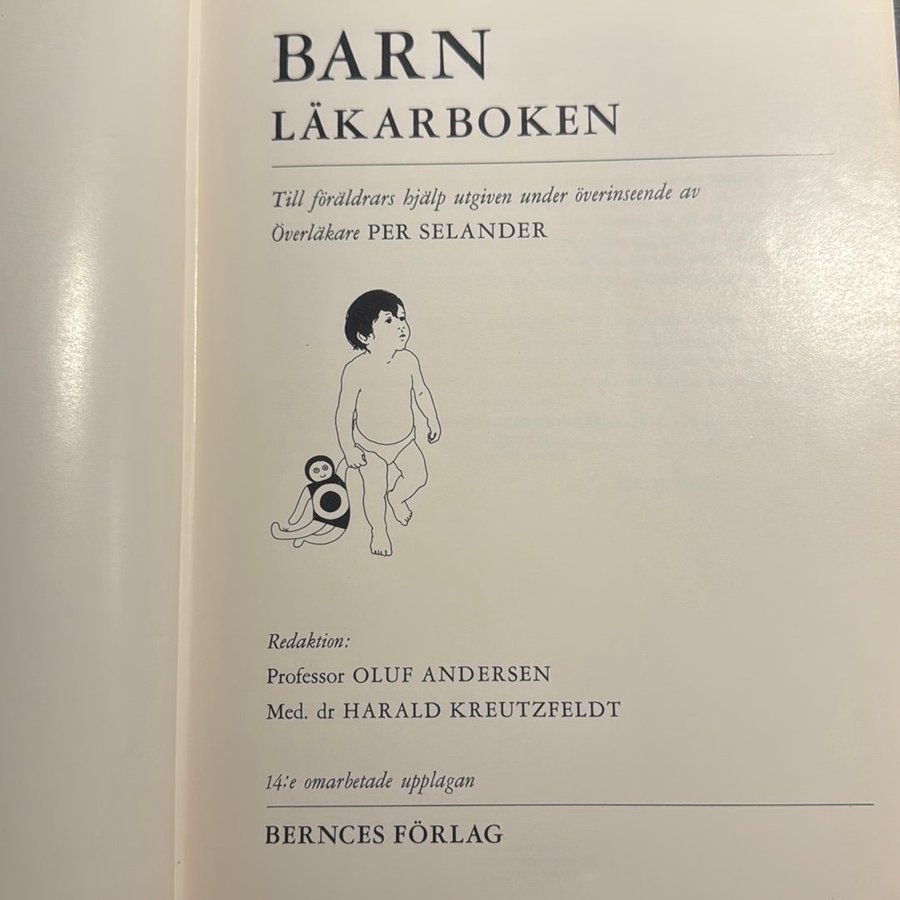 BARN
LÄKARBOKEN
Till föräldrars hjälp utgiven under överinseende av
Överläkare PER SELANDER
Redaktion:
Professor OLUF ANDERSEN
Med. dr HARALD KREUTZFELDT
14:e omarbetade upplagan
BERNCES FÖRLAG